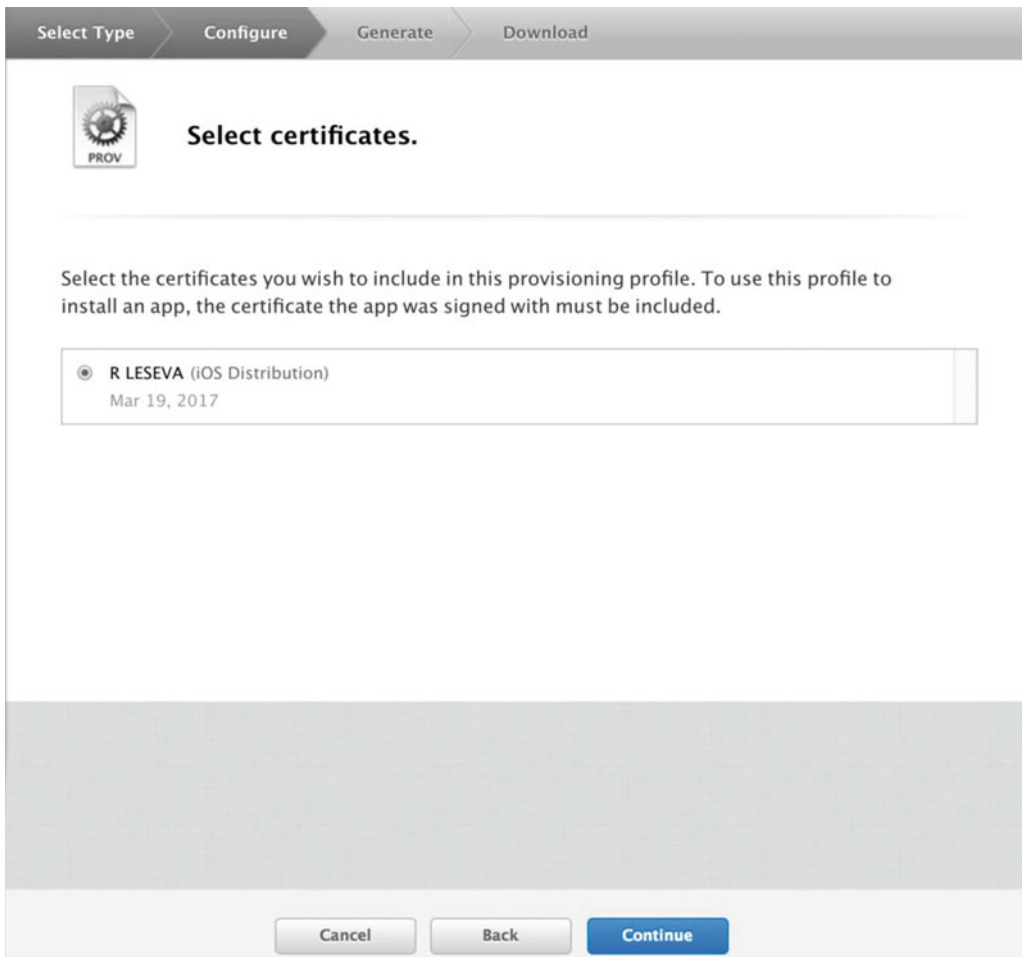 Select Type Configure Generate Download
PROV
Select certificates.
Select the certificates you wish to include in this provisioning profile. To use this profile to
install an app, the certificate the app was signed with must be included.
R LESEVA (iOS Distribution)
Mar 19, 2017
Cancel Back Continue